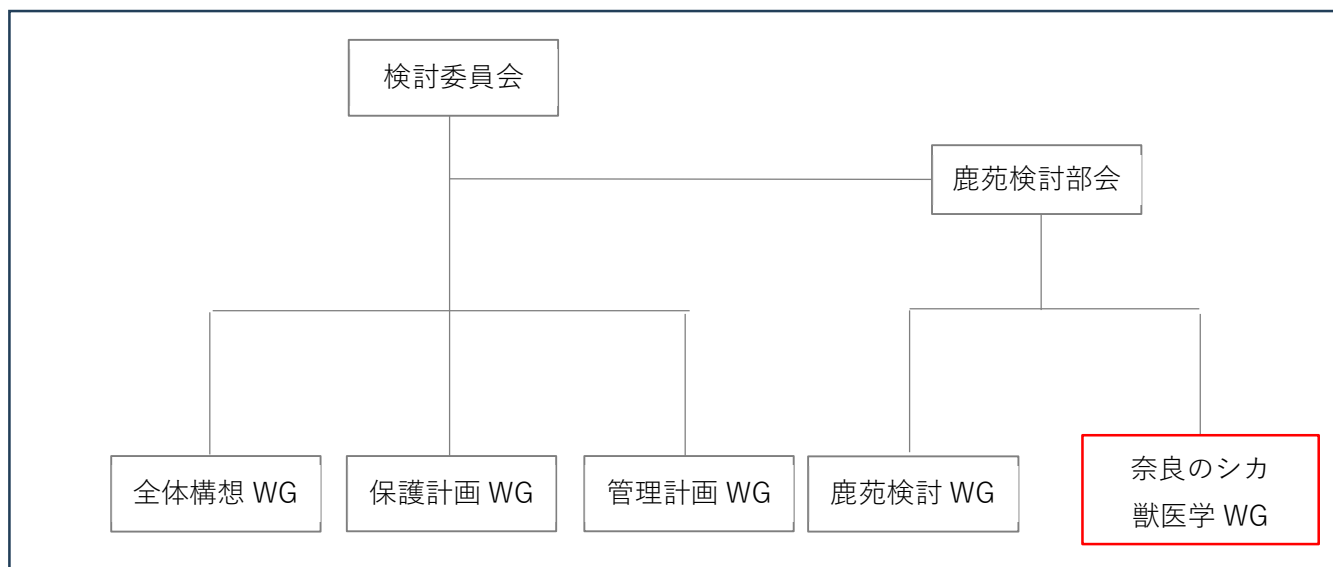 検討委員会
鹿苑検討部会
全体構想 WG
保護計画 WG
管理計画 WG
鹿苑検討 WG
奈良のシカ
獣医学 WG